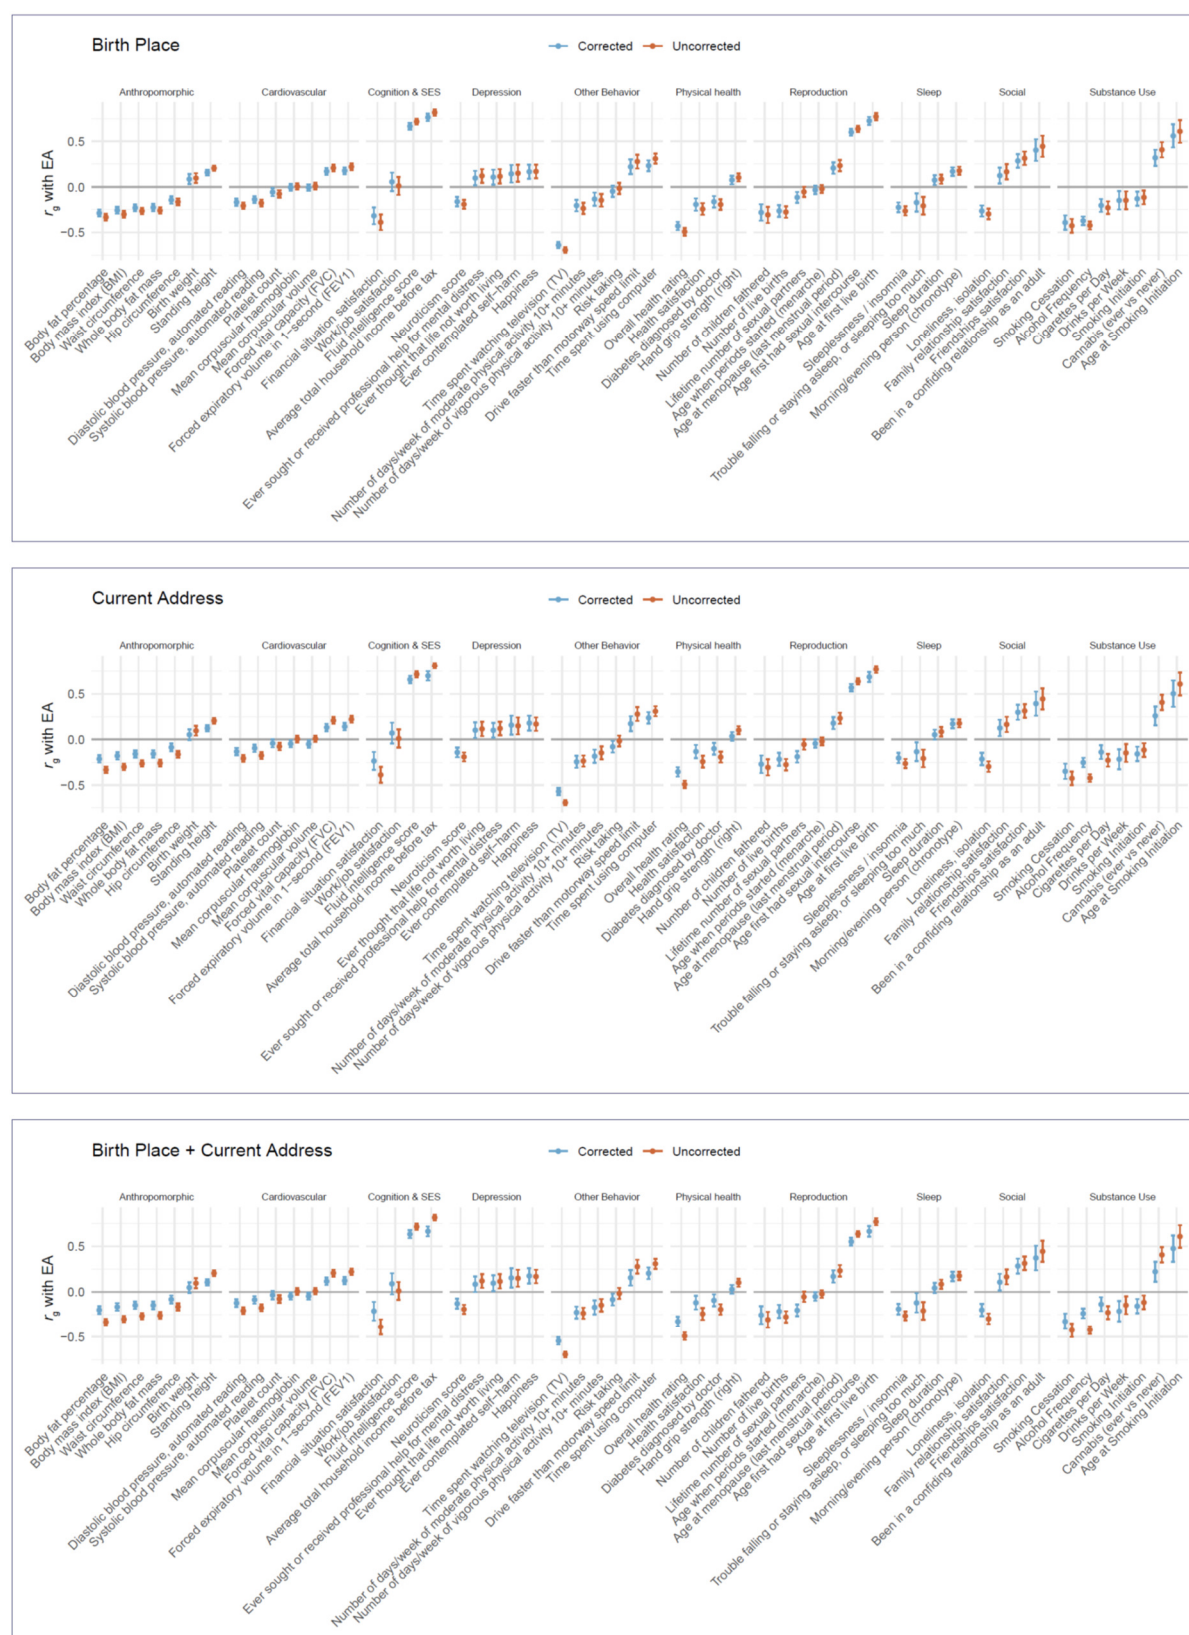 Birth Place
Corrected
Uncorrected
Anthropomorphic
Cardiovascular
Cognition & SES
Depression
Other Behavior
Physical health
Reproduction
Sleep
Social
Substance Use
rg with EA
0.5
0.0
−0.5
Body fat percentage
Body mass index (BMI)
Waist circumference
Whole body fat mass
Hip circumference
Birth weight
Standing height
Diastolic blood pressure, automated reading
Systolic blood pressure, automated reading
Platelet count
Mean corpuscular haemoglobin
Mean corpuscular volume
Forced vital capacity (FVC)
Forced expiratory volume in 1-second (FEV1)
Financial situation satisfaction
Work/job satisfaction
Fluid intelligence score
Average total household income before tax
Neuroticism score
Ever sought or received professional help for mental distress
Ever thought that life not worth living
Ever contemplated self-harm
Happiness
Time spent watching television (TV)
Number of days/week of moderate physical activity 10+ minutes
Number of days/week of vigorous physical activity 10+ minutes
Risk taking
Drive faster than motorway speed limit
Time spent using computer
Overall health rating
Health satisfaction
Diabetes diagnosed by doctor
Hand grip strength (right)
Number of children fathered
Number of live births
Lifetime number of sexual partners
Age when periods started (menarche)
Age at menopause (last menstrual period)
Age first had sexual intercourse
Age at first live birth
Sleeplessness / insomnia
Trouble falling or staying asleep, or sleeping too much
Sleep duration
Morning/evening person (chronotype)
Loneliness, isolation
Family relationship satisfaction
Friendships satisfaction
Been in a confiding relationship as an adult
Smoking Cessation
Alcohol Frequency
Cigarettes per Day
Drinks per Week
Smoking Initiation
Cannabis (ever vs never)
Age at Smoking Initiation
Current Address
Corrected
Uncorrected
Anthropomorphic
Cardiovascular
Cognition & SES
Depression
Other Behavior
Physical health
Reproduction
Sleep
Social
Substance Use
rg with EA
0.5
0.0
−0.5
Body fat percentage
Body mass index (BMI)
Waist circumference
Whole body fat mass
Hip circumference
Birth weight
Standing height
Diastolic blood pressure, automated reading
Systolic blood pressure, automated reading
Platelet count
Mean corpuscular haemoglobin
Mean corpuscular volume
Forced vital capacity (FVC)
Forced expiratory volume in 1-second (FEV1)
Financial situation satisfaction
Work/job satisfaction
Fluid intelligence score
Average total household income before tax
Neuroticism score
Ever thought that life not worth living
Ever sought or received professional help for mental distress
Ever contemplated self-harm
Happiness
Time spent watching television (TV)
Number of days/week of moderate physical activity 10+ minutes
Number of days/week of vigorous physical activity 10+ minutes
Risk taking
Drive faster than motorway speed limit
Time spent using computer
Overall health rating
Health satisfaction
Diabetes diagnosed by doctor
Hand grip strength (right)
Number of children fathered
Number of live births
Lifetime number of sexual partners
Age when periods started (menarche)
Age at menopause (last menstrual period)
Age first had sexual intercourse
Age at first live birth
Sleeplessness / insomnia
Trouble falling or staying asleep, or sleeping too much
Sleep duration
Morning/evening person (chronotype)
Loneliness, isolation
Family relationship satisfaction
Friendships satisfaction
Been in a confiding relationship as an adult
Smoking Cessation
Alcohol Frequency
Cigarettes per Day
Drinks per Week
Smoking Initiation
Cannabis (ever vs never)
Age at Smoking Initiation
Birth Place + Current Address
Corrected
Uncorrected
Anthropomorphic
Cardiovascular
Cognition & SES
Depression
Other Behavior
Physical health
Reproduction
Sleep
Social
Substance Use
rg with EA
0.5
0.0
−0.5
Body fat percentage
Body mass index (BMI)
Waist circumference
Whole body fat mass
Hip circumference
Birth weight
Standing height
Diastolic blood pressure, automated reading
Systolic blood pressure, automated reading
Platelet count
Mean corpuscular haemoglobin
Mean corpuscular volume
Forced vital capacity (FVC)
Forced expiratory volume in 1-second (FEV1)
Financial situation satisfaction
Work/job satisfaction
Fluid intelligence score
Average total household income before tax
Neuroticism score
Ever sought or received professional help for mental distress
Ever thought that life not worth living
Ever contemplated self-harm
Happiness
Time spent watching television (TV)
Number of days/week of moderate physical activity 10+ minutes
Number of days/week of vigorous physical activity 10+ minutes
Risk taking
Drive faster than motorway speed limit
Time spent using computer
Overall health rating
Health satisfaction
Diabetes diagnosed by doctor
Hand grip strength (right)
Number of children fathered
Number of live births
Lifetime number of sexual partners
Age when periods started (menarche)
Age at menopause (last menstrual period)
Age first had sexual intercourse
Age at first live birth
Sleeplessness / insomnia
Trouble falling or staying asleep, or sleeping too much
Sleep duration
Morning/evening person (chronotype)
Loneliness, isolation
Family relationship satisfaction
Friendships satisfaction
Been in a confiding relationship as an adult
Smoking Cessation
Alcohol Frequency
Cigarettes per Day
Drinks per Week
Smoking Initiation
Cannabis (ever vs never)
Age at Smoking Initiation